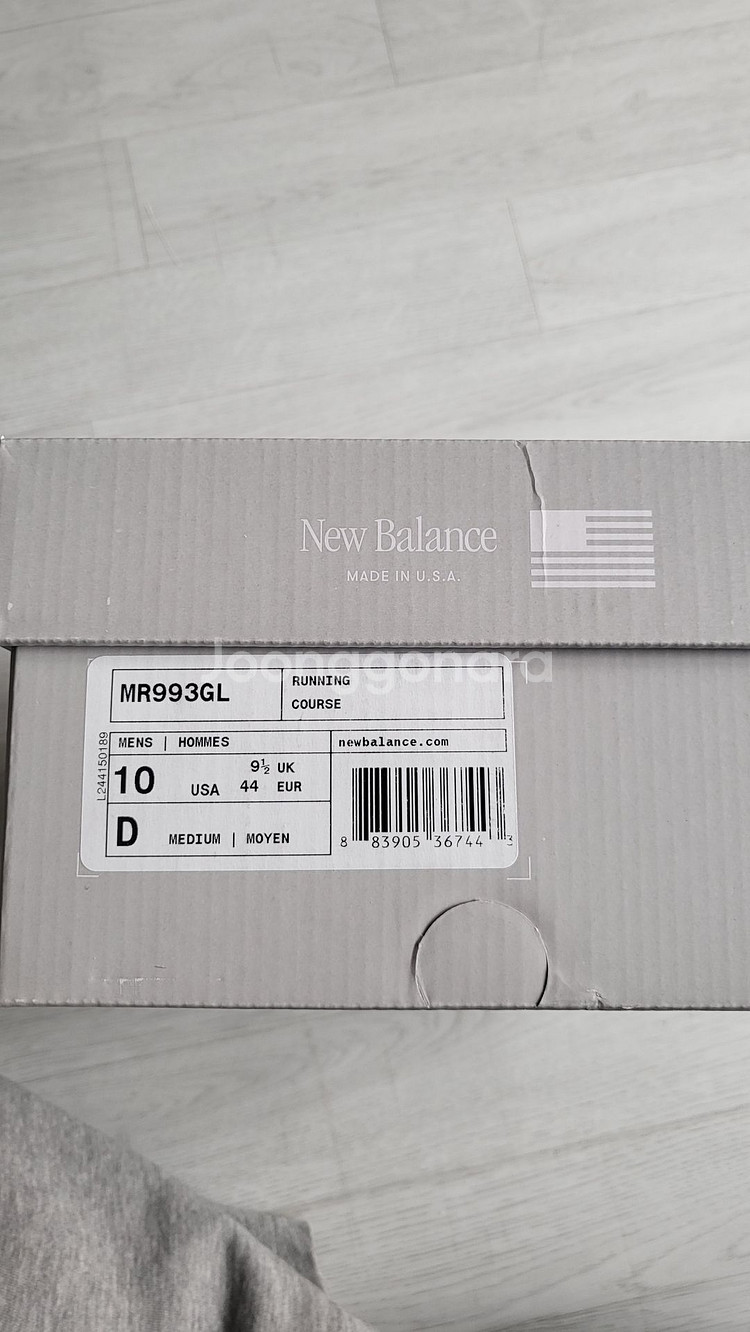 New Balance
MADE IN U.S.A.
Joonggonara
MR993GL
RUNNING
COURSE
MENS | HOMMES
newbalance.com
L244150189
10 USA 9½ UK
44 EUR
D MEDIUM | MOYEN
8 83905 36744 3